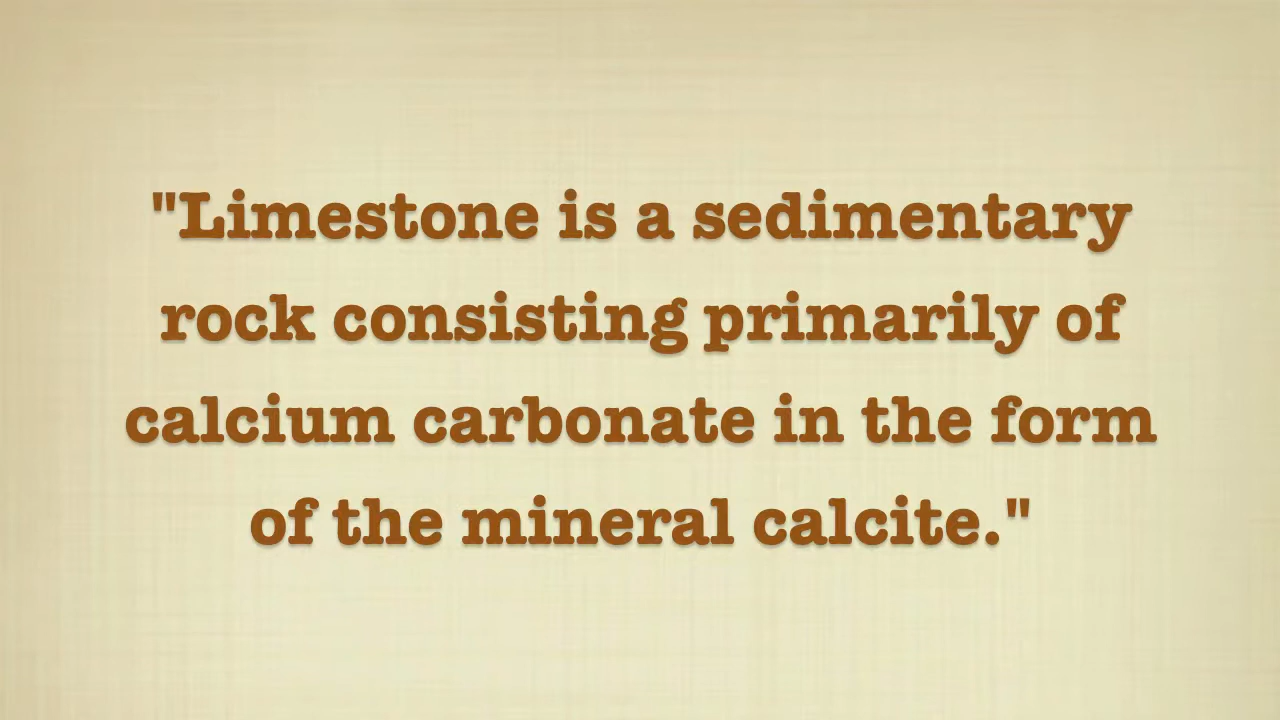 "Limestone is a sedimentary
rock consisting primarily of
calcium carbonate in the form
of the mineral calcite."